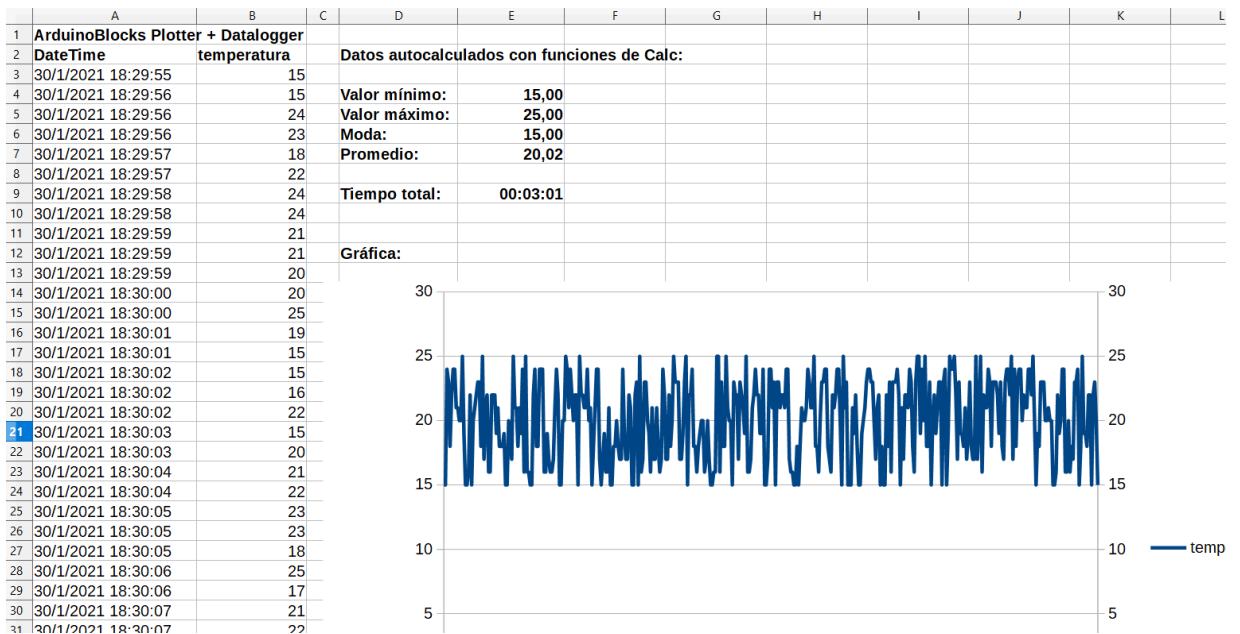 A B C D E F G H I J K L
1 ArduinoBlocks Plotter + Datalogger
2 DateTime temperatura Datos autocalculados con funciones de Calc:
3 30/1/2021 18:29:55 15
4 30/1/2021 18:29:56 15 Valor mínimo: 15,00
5 30/1/2021 18:29:56 24 Valor máximo: 25,00
6 30/1/2021 18:29:56 23 Moda: 15,00
7 30/1/2021 18:29:57 18 Promedio: 20,02
8 30/1/2021 18:29:57 22
9 30/1/2021 18:29:58 24 Tiempo total: 00:03:01
10 30/1/2021 18:29:58 24
11 30/1/2021 18:29:59 21
12 30/1/2021 18:29:59 21 Gráfica:
13 30/1/2021 18:29:59 20
14 30/1/2021 18:30:00 20
15 30/1/2021 18:30:00 25
16 30/1/2021 18:30:01 19
17 30/1/2021 18:30:01 15
18 30/1/2021 18:30:02 15
19 30/1/2021 18:30:02 16
20 30/1/2021 18:30:02 22
21 30/1/2021 18:30:03 15
22 30/1/2021 18:30:03 20
23 30/1/2021 18:30:04 21
24 30/1/2021 18:30:04 22
25 30/1/2021 18:30:05 23
26 30/1/2021 18:30:05 23
27 30/1/2021 18:30:05 18
28 30/1/2021 18:30:06 25
29 30/1/2021 18:30:06 17
30 30/1/2021 18:30:07 21
31 30/1/2021 18:30:07 22
30 30
25 25
20 20
15 15
10 10
temp
5 5